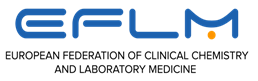 EFLM
EUROPEAN FEDERATION OF CLINICAL CHEMISTRY
AND LABORATORY MEDICINE